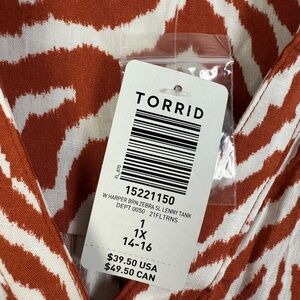 TORRID
15221150
W HARPER BRN ZEBRA SL LENNY TANK
DEPT 0050 21FLTRNS
1
1X
14-16
$39.50 USA
$49.50 CAN